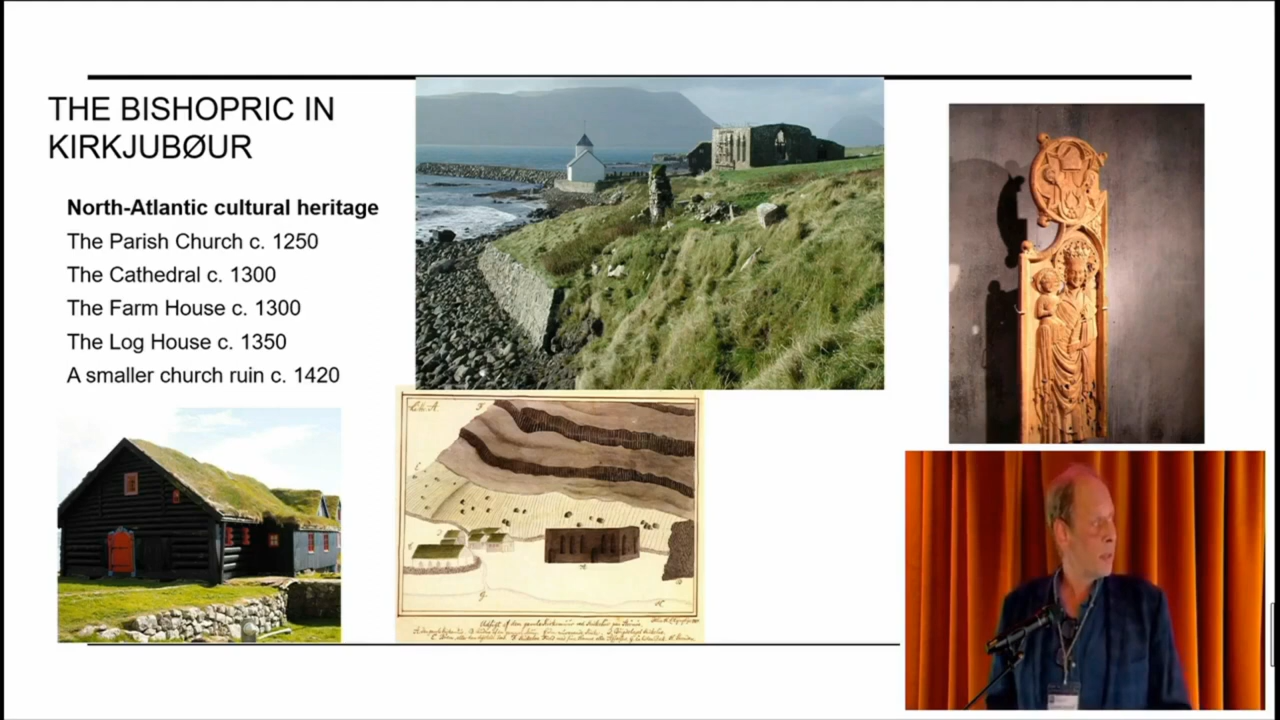 THE BISHOPRIC IN
KIRKJUBØUR
North-Atlantic cultural heritage
The Parish Church c. 1250
The Cathedral c. 1300
The Farm House c. 1300
The Log House c. 1350
A smaller church ruin c. 1420